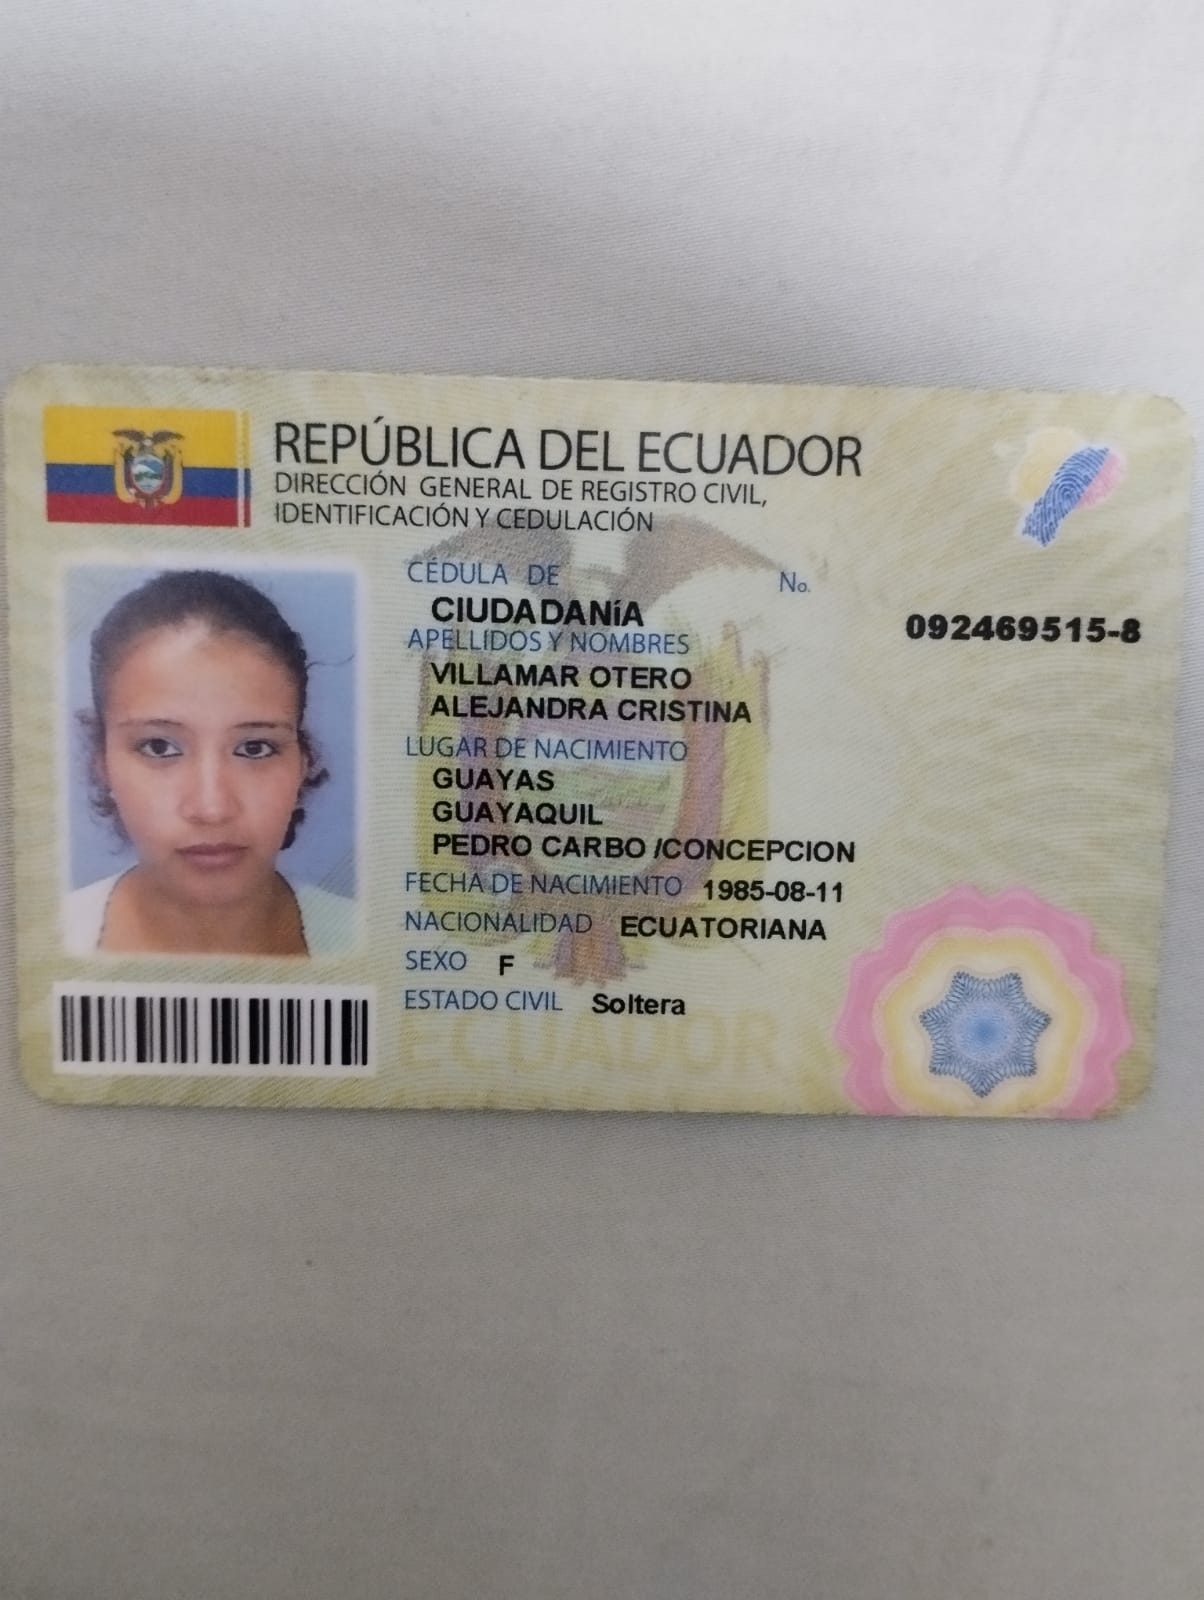 REPÚBLICA DEL ECUADOR
DIRECCIÓN GENERAL DE REGISTRO CIVIL,
IDENTIFICACIÓN Y CEDULACIÓN
CÉDULA DE No.
CIUDADANíA 092469515-8
APELLIDOS Y NOMBRES
VILLAMAR OTERO
ALEJANDRA CRISTINA
LUGAR DE NACIMIENTO
GUAYAS
GUAYAQUIL
PEDRO CARBO /CONCEPCION
FECHA DE NACIMIENTO 1985-08-11
NACIONALIDAD ECUATORIANA
SEXO F
ESTADO CIVIL Soltera
ECUADOR